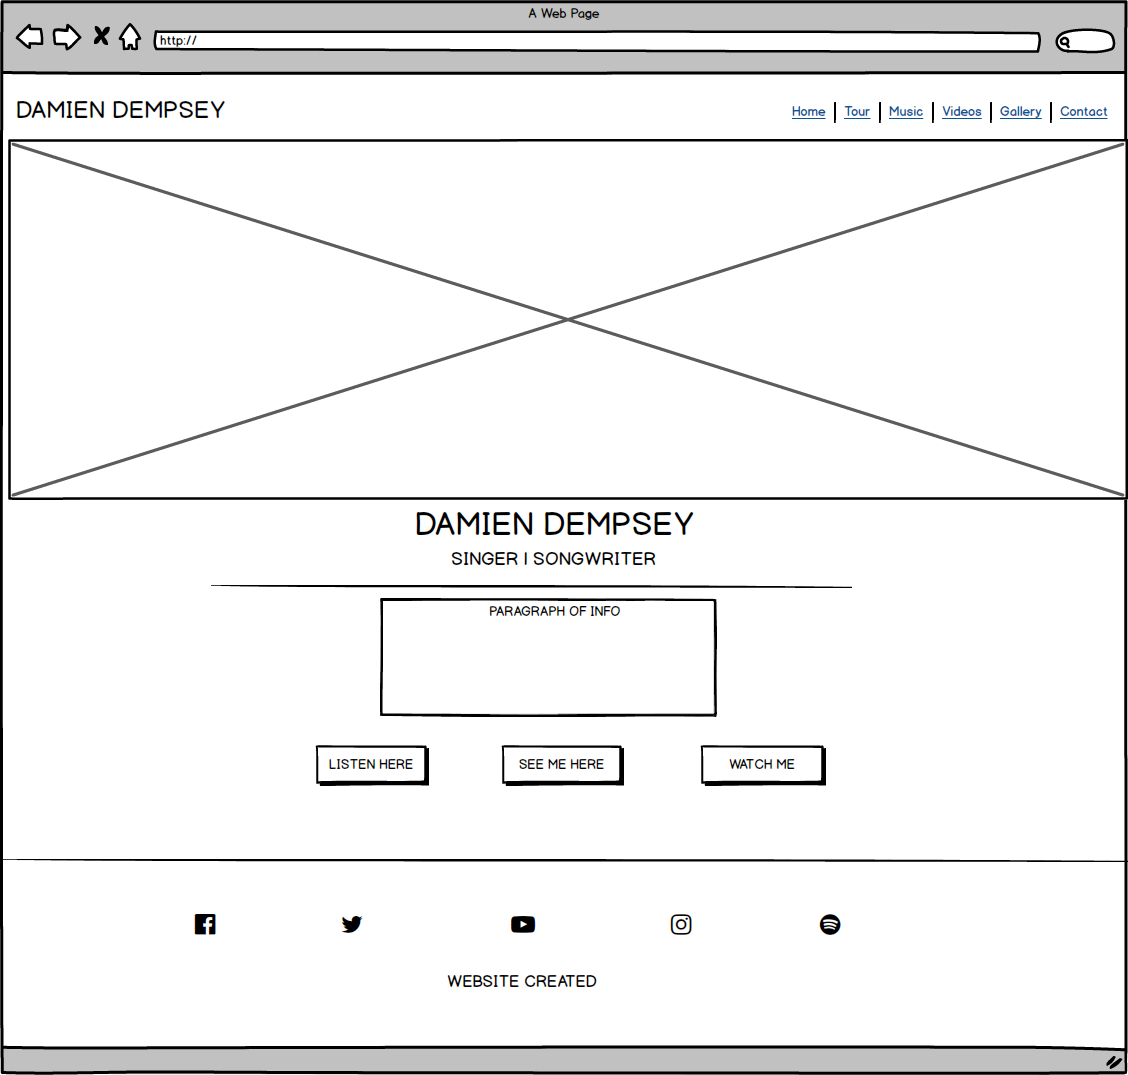 A Web Page
http://
DAMIEN DEMPSEY
Home | Tour | Music | Videos | Gallery | Contact
DAMIEN DEMPSEY
SINGER | SONGWRITER
PARAGRAPH OF INFO
LISTEN HERE
SEE ME HERE
WATCH ME
WEBSITE CREATED